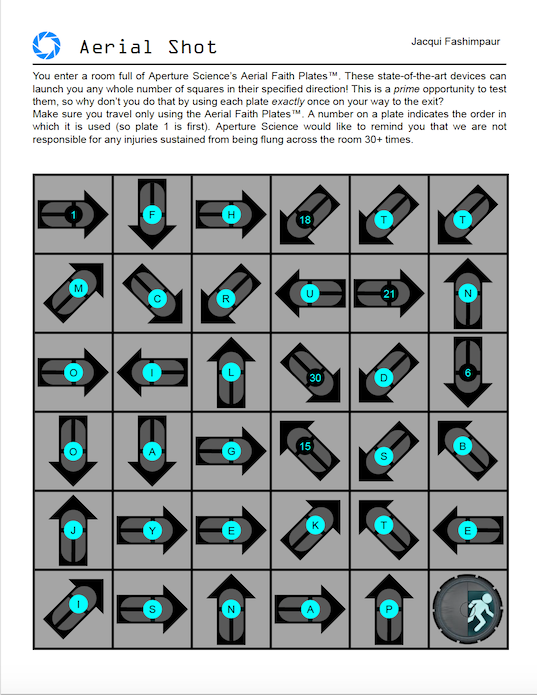 Aerial Shot
Jacqui Fashimpaur
You enter a room full of Aperture Science's Aerial Faith Plates™. These state-of-the-art devices can
launch you any whole number of squares in their specified direction! This is a prime opportunity to test
them, so why don't you do that by using each plate exactly once on your way to the exit?
Make sure you travel only using the Aerial Faith Plates™. A number on a plate indicates the order in
which it is used (so plate 1 is first). Aperture Science would like to remind you that we are not
responsible for any injuries sustained from being flung across the room 30+ times.
1 F H 18 T T
M C R U 21 N
O I L 30 D 6
O A G 15 S B
J Y E K T E
I S N A P